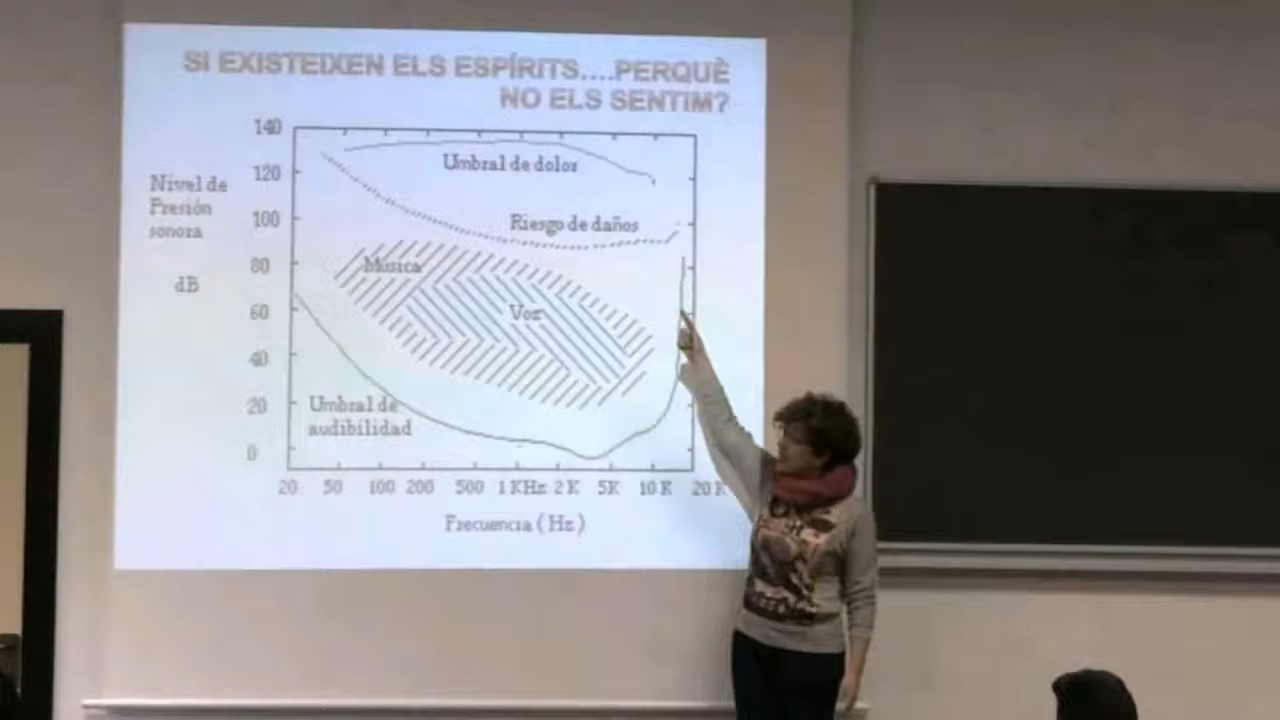 SI EXISTEIXEN ELS ESPÍRITS....PERQUÈ
NO ELS SENTIM?
140
120
100
80
60
40
20
0
Nivel de
Presión
sonora
dB
Umbral de dolor
Riesgo de daños
Música
Voz
Umbral de
audibilidad
20 50 100 200 500 1 KHz 2 K 5K 10 K 20 K
Frecuencia ( Hz )